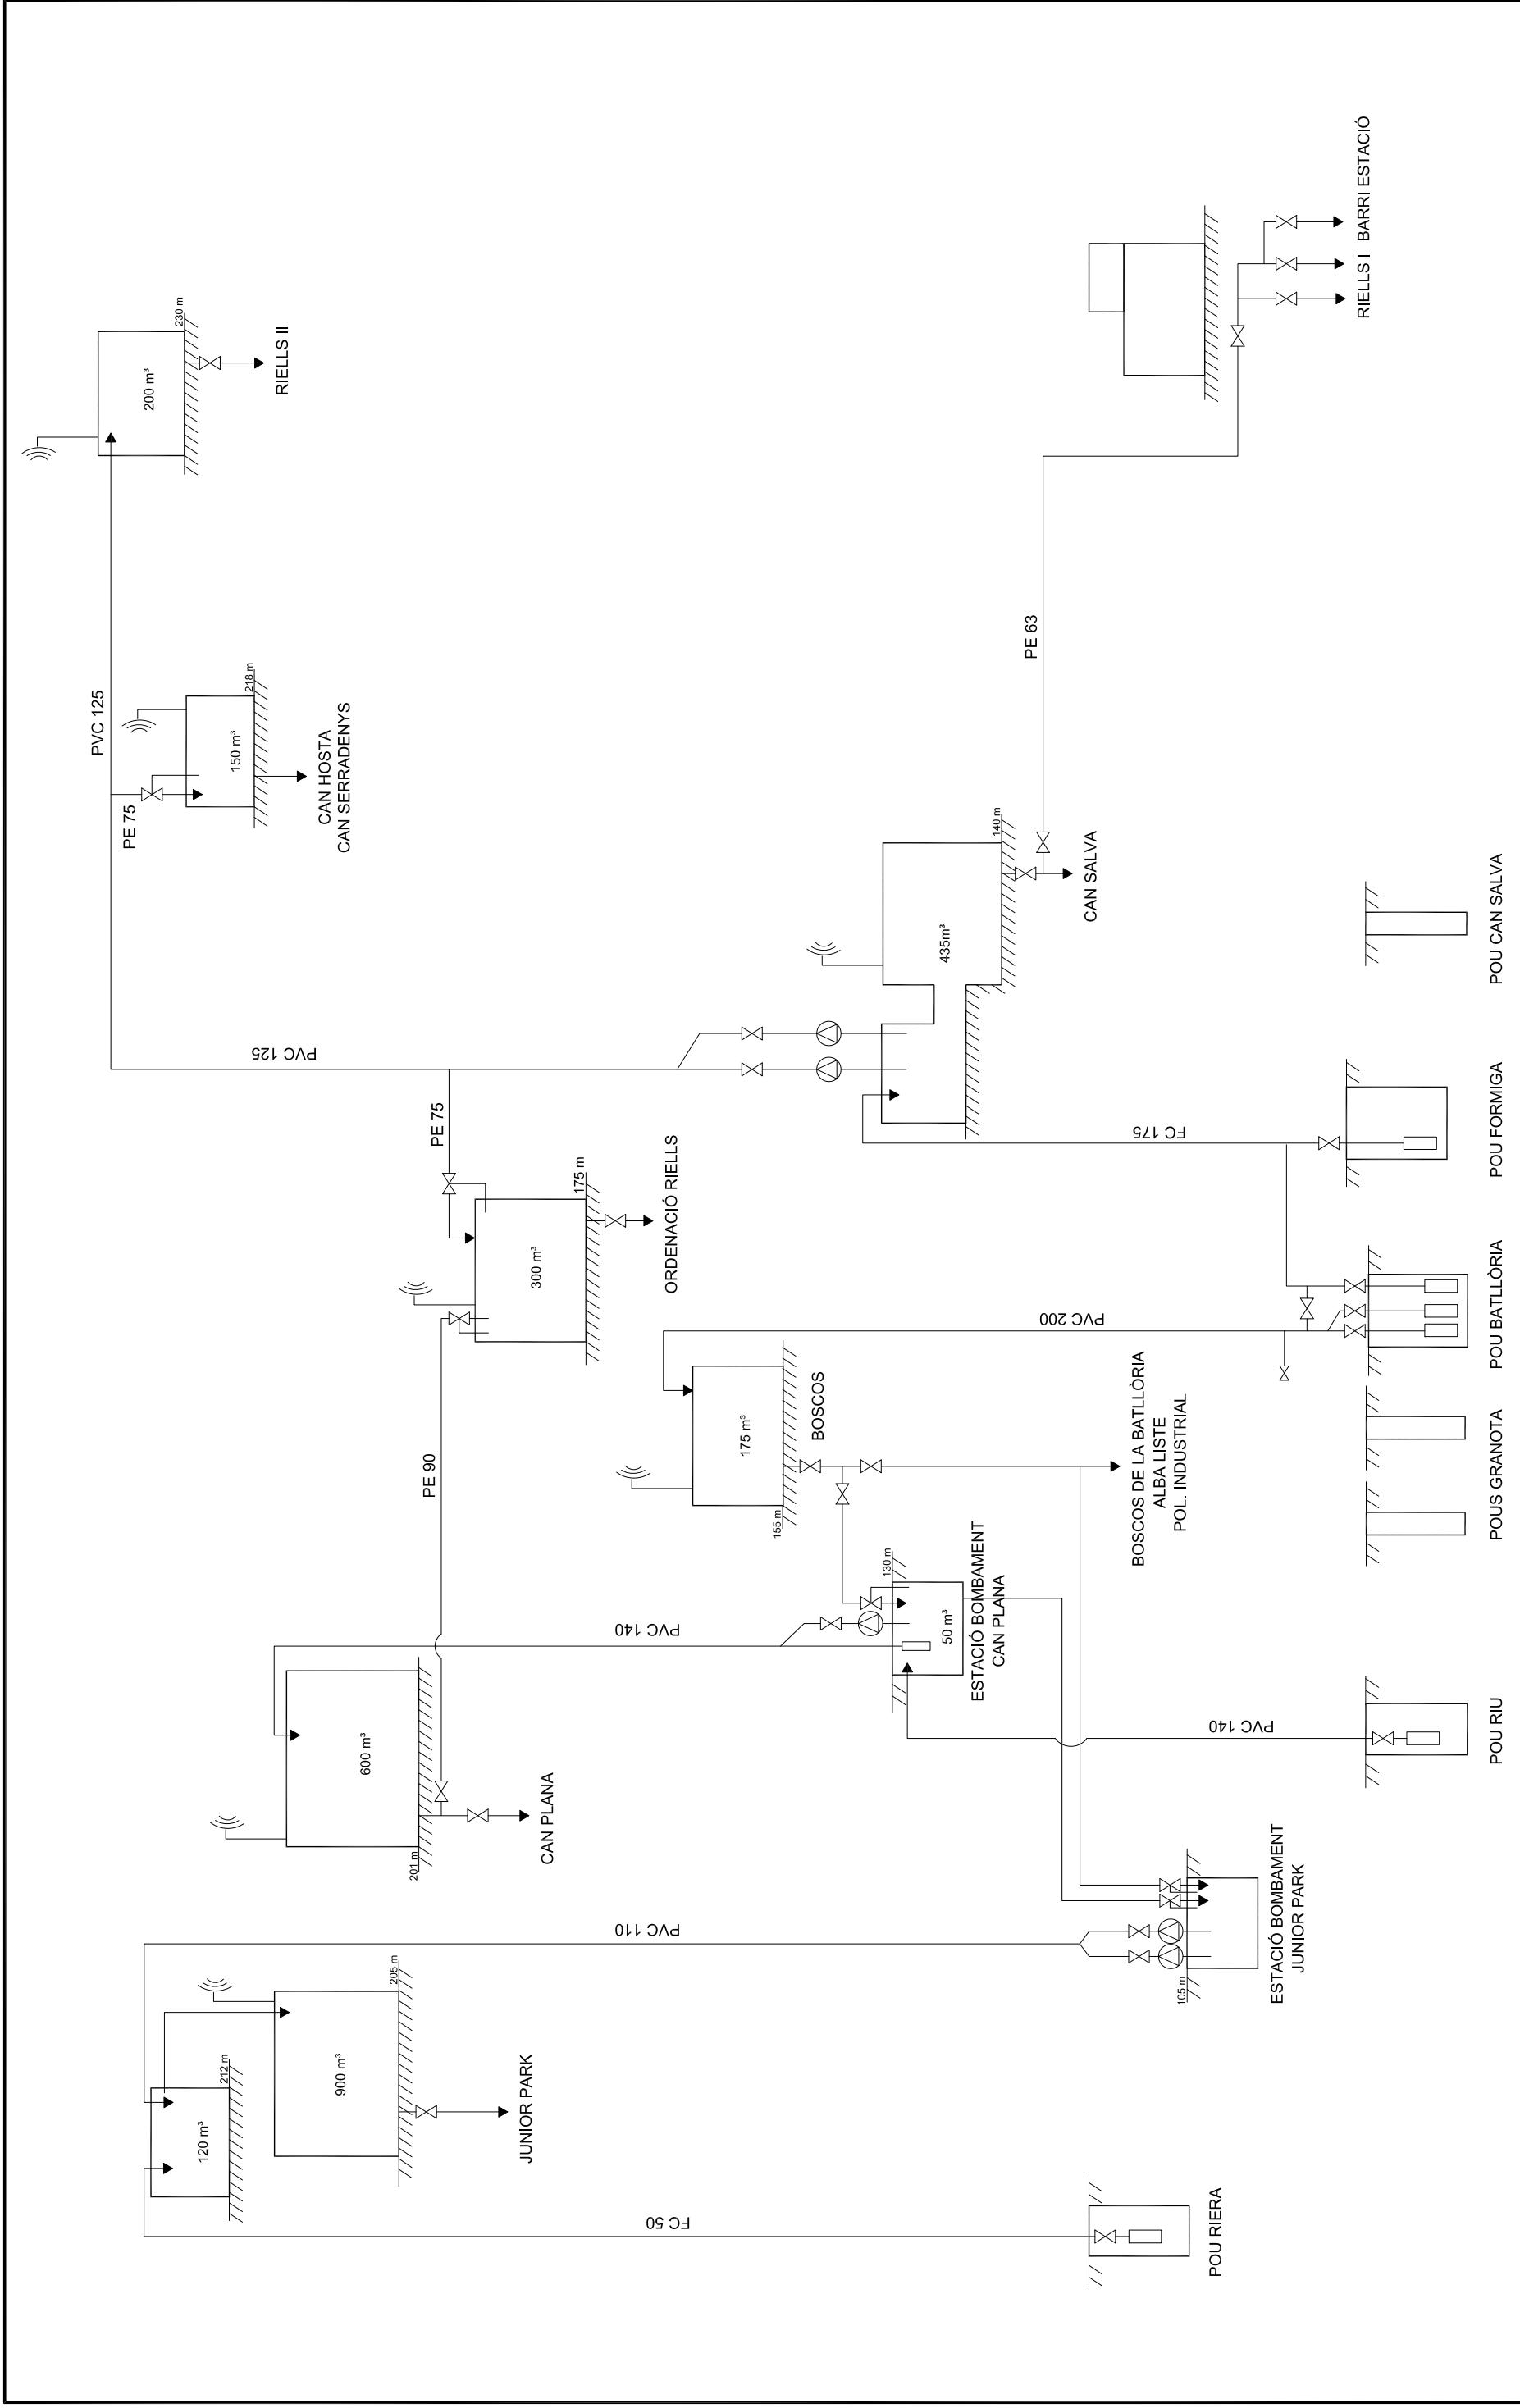 FC 50
120 m³
212 m
900 m³
205 m
JUNIOR PARK
POU RIERA
PVC 110
105 m
ESTACIÓ BOMBAMENT
JUNIOR PARK
600 m³
201 m
CAN PLANA
PVC 140
PE 90
50 m³
130 m
ESTACIÓ BOMBAMENT
CAN PLANA
PVC 140
POU RIU
175 m³
155 m
BOSCOS
BOSCOS DE LA BATLLÒRIA
ALBA LISTE
POL. INDUSTRIAL
POUS GRANOTA
PVC 200
POU BATLLÒRIA
300 m³
175 m
ORDENACIÓ RIELLS
PE 75
FC 175
POU FORMIGA
PVC 125
435m³
140 m
CAN SALVA
POU CAN SALVA
PE 75
PVC 125
150 m³
218 m
CAN HOSTA
CAN SERRADENYS
PE 63
200 m³
230 m
RIELLS II
RIELLS I
BARRI ESTACIÓ